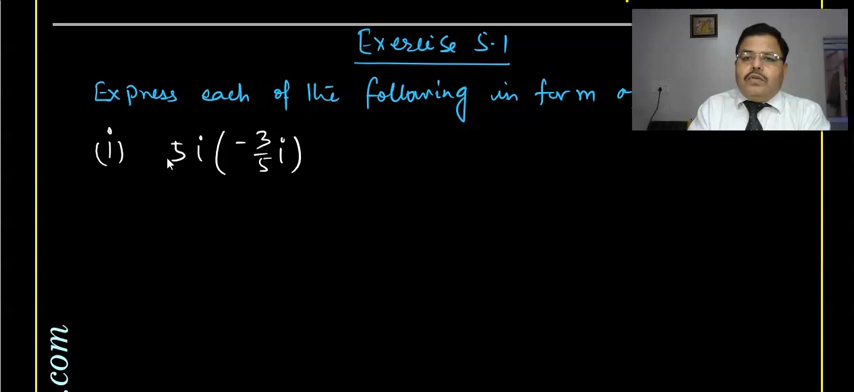 Exercise 5.1
Express each of the following in form
(i) 5i(-3/5 i)
.com